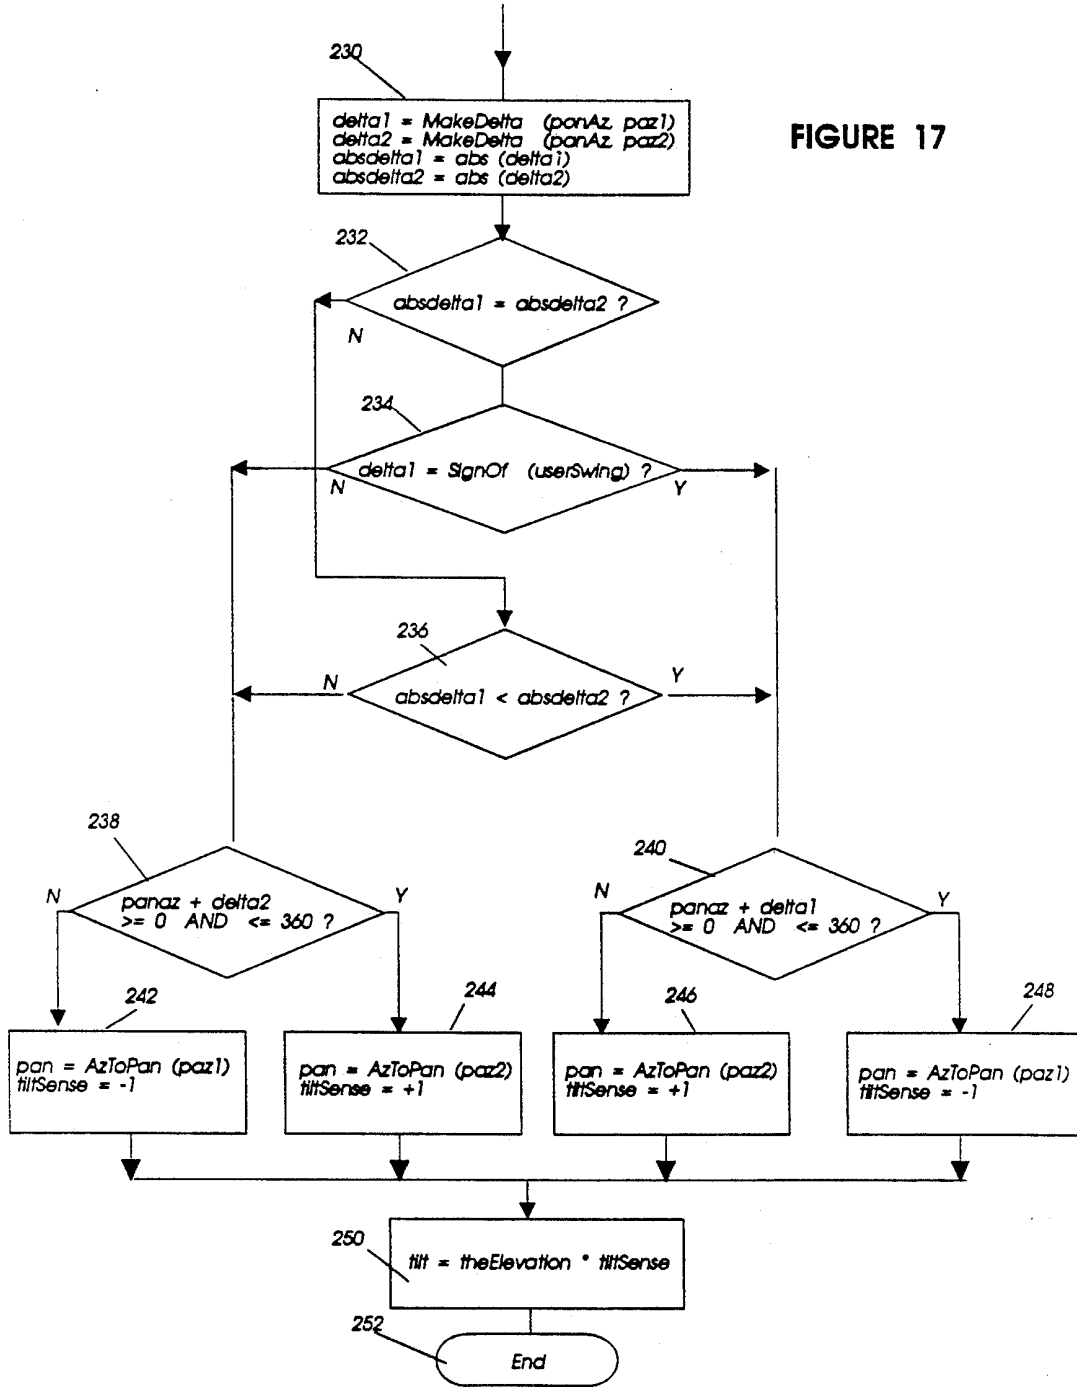 230
FIGURE 17
delta1 = MakeDelta (panAz, paz1)
delta2 = MakeDelta (panAz, paz2)
absdelta1 = abs (delta1)
absdelta2 = abs (delta2)
232
absdelta1 = absdelta2 ?
N
234
delta1 = SignOf (userSwing) ?
N
Y
236
N
Y
absdelta1 < absdelta2 ?
238
240
N
Y
N
Y
panaz + delta2
>= 0 AND <= 360 ?
panaz + delta1
>= 0 AND <= 360 ?
242
244
246
248
pan = AzToPan (paz1)
tiltSense = -1
pan = AzToPan (paz2)
tiltSense = +1
pan = AzToPan (paz2)
tiltSense = +1
pan = AzToPan (paz1)
tiltSense = -1
250
tilt = theElevation * tiltSense
252
End